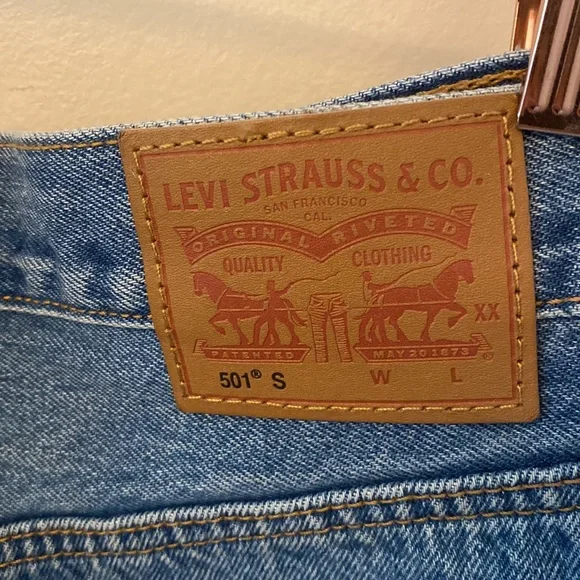 LEVI STRAUSS & CO.
SAN FRANCISCO
CAL.
ORIGINAL RIVETED
QUALITY CLOTHING
XX
PATENTED MAY 20 1873 ®
501® S W L